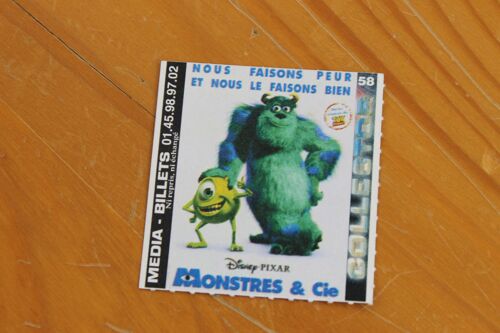 NOUS FAISONS PEUR
ET NOUS LE FAISONS BIEN
58
MEDIA - BILLETS 01.45.98.97.02
Ni repris, ni échangé
COLLECTOR
Disney·PIXAR
MONSTRES & Cie